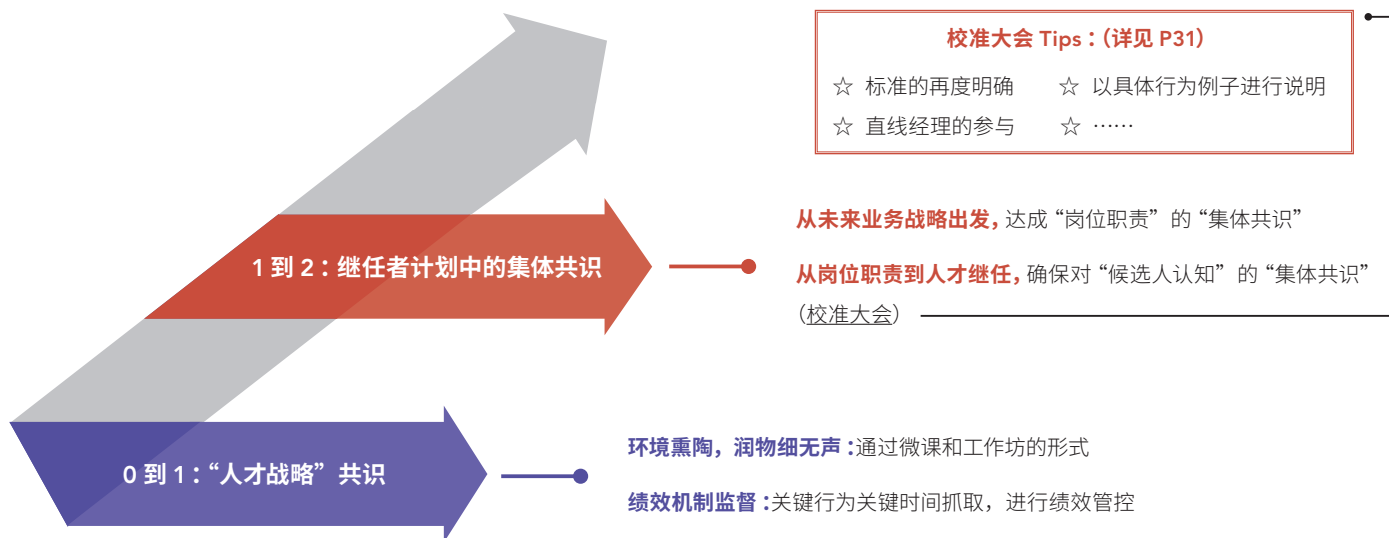 校准大会 Tips：（详见 P31）
☆ 标准的再度明确 ☆ 以具体行为例子进行说明
☆ 直线经理的参与 ☆ ……
1 到 2：继任者计划中的集体共识
从未来业务战略出发，达成“岗位职责”的“集体共识”
从岗位职责到人才继任，确保对“候选人认知”的“集体共识”
（校准大会）
0 到 1：“人才战略”共识
环境熏陶，润物细无声：通过微课和工作坊的形式
绩效机制监督：关键行为关键时间抓取，进行绩效管控